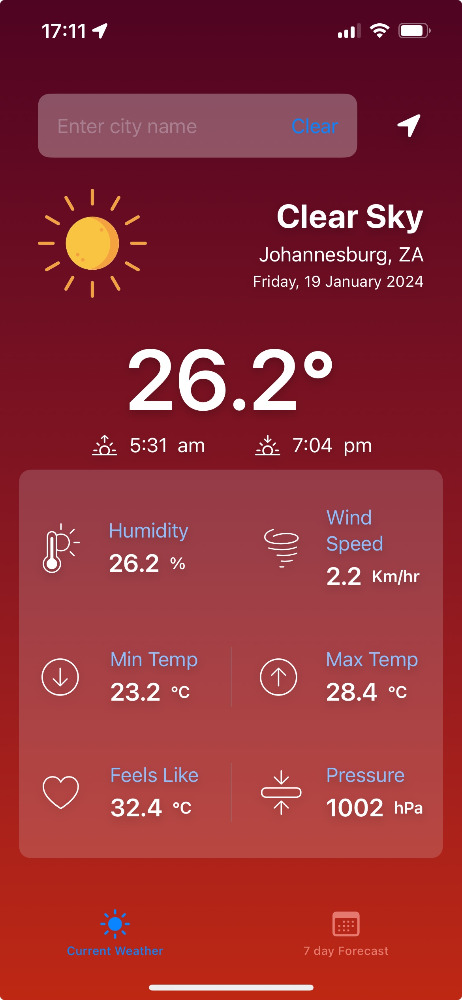 17:11
Enter city name Clear
Clear Sky
Johannesburg, ZA
Friday, 19 January 2024
26.2°
5:31 am 7:04 pm
Humidity
26.2 %
Wind
Speed
2.2 Km/hr
Min Temp
23.2 °C
Max Temp
28.4 °C
Feels Like
32.4 °C
Pressure
1002 hPa
Current Weather
7 day Forecast